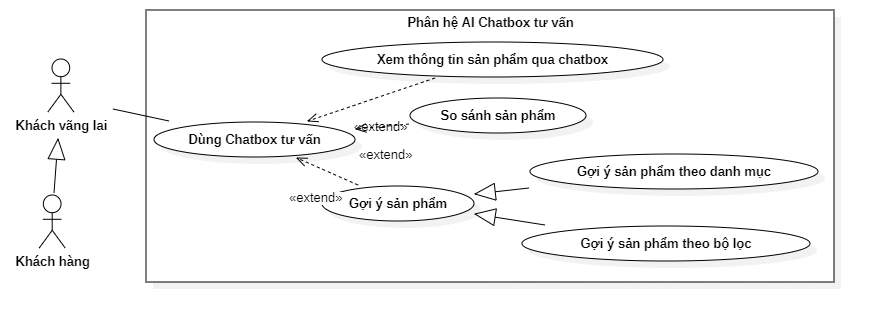 Phân hệ AI Chatbox tư vấn
Xem thông tin sản phẩm qua chatbox
Khách vãng lai
«extend»
So sánh sản phẩm
Dùng Chatbox tư vấn
«extend»
Gợi ý sản phẩm theo danh mục
«extend»
Gợi ý sản phẩm
Gợi ý sản phẩm theo bộ lọc
Khách hàng